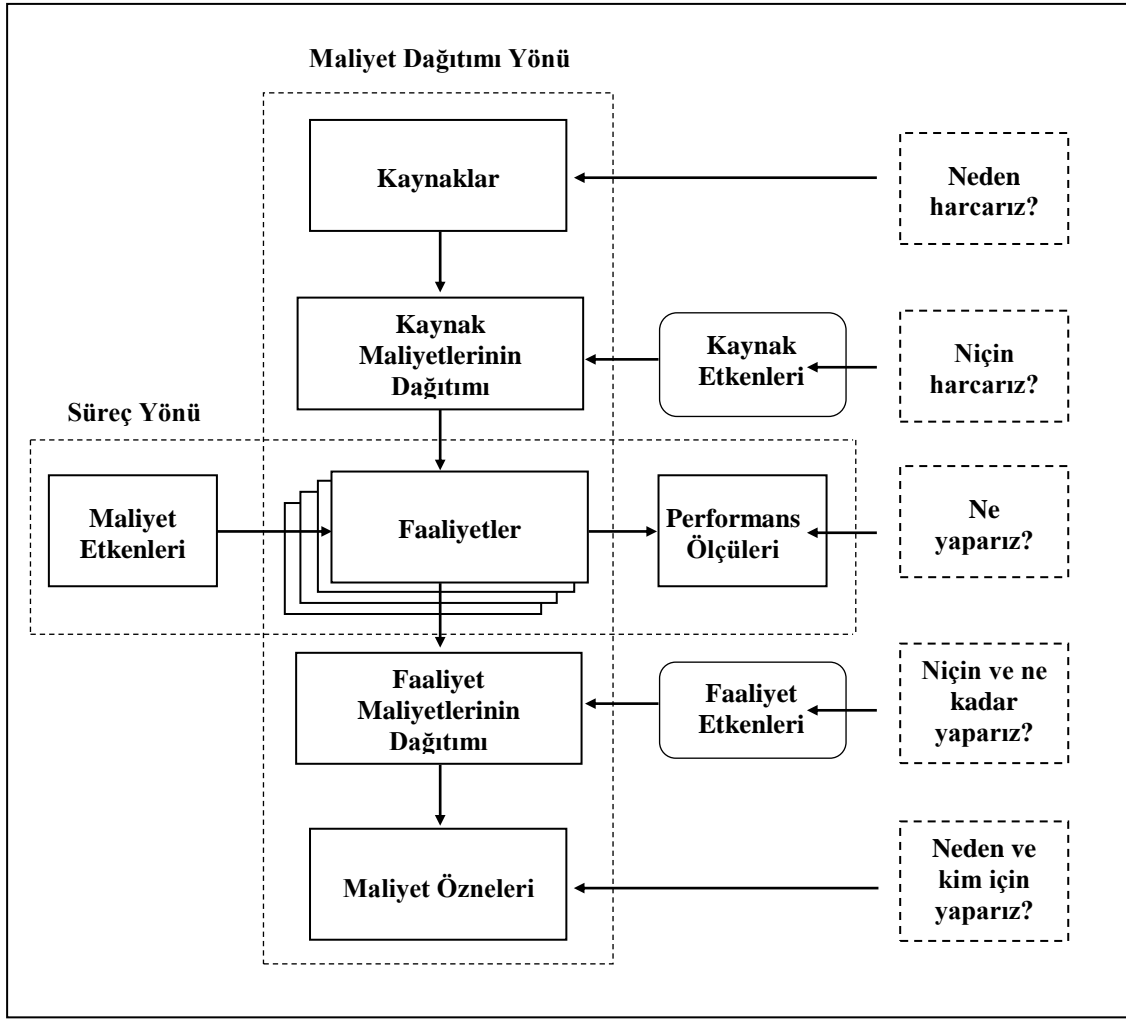 Maliyet Dağıtımı Yönü
Kaynaklar
Neden
harcarız?
Kaynak
Maliyetlerinin
Dağıtımı
Kaynak
Etkenleri
Niçin
harcarız?
Süreç Yönü
Maliyet
Etkenleri
Faaliyetler
Performans
Ölçüleri
Ne
yaparız?
Faaliyet
Maliyetlerinin
Dağıtımı
Faaliyet
Etkenleri
Niçin ve ne
kadar
yaparız?
Maliyet Özneleri
Neden ve
kim için
yaparız?